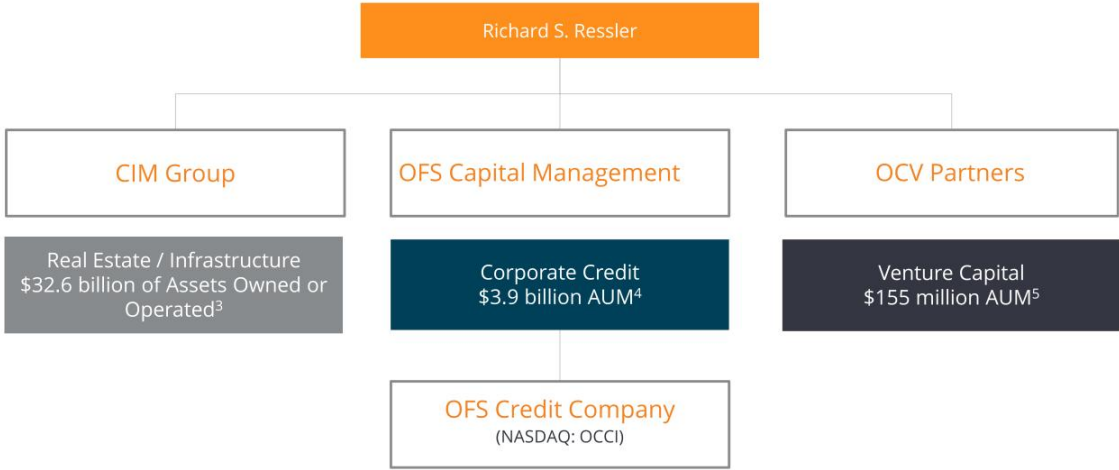 Richard S. Ressler
CIM Group
OFS Capital Management
OCV Partners
Real Estate / Infrastructure
$32.6 billion of Assets Owned or
Operated³
Corporate Credit
$3.9 billion AUM⁴
Venture Capital
$155 million AUM⁵
OFS Credit Company
(NASDAQ: OCCI)